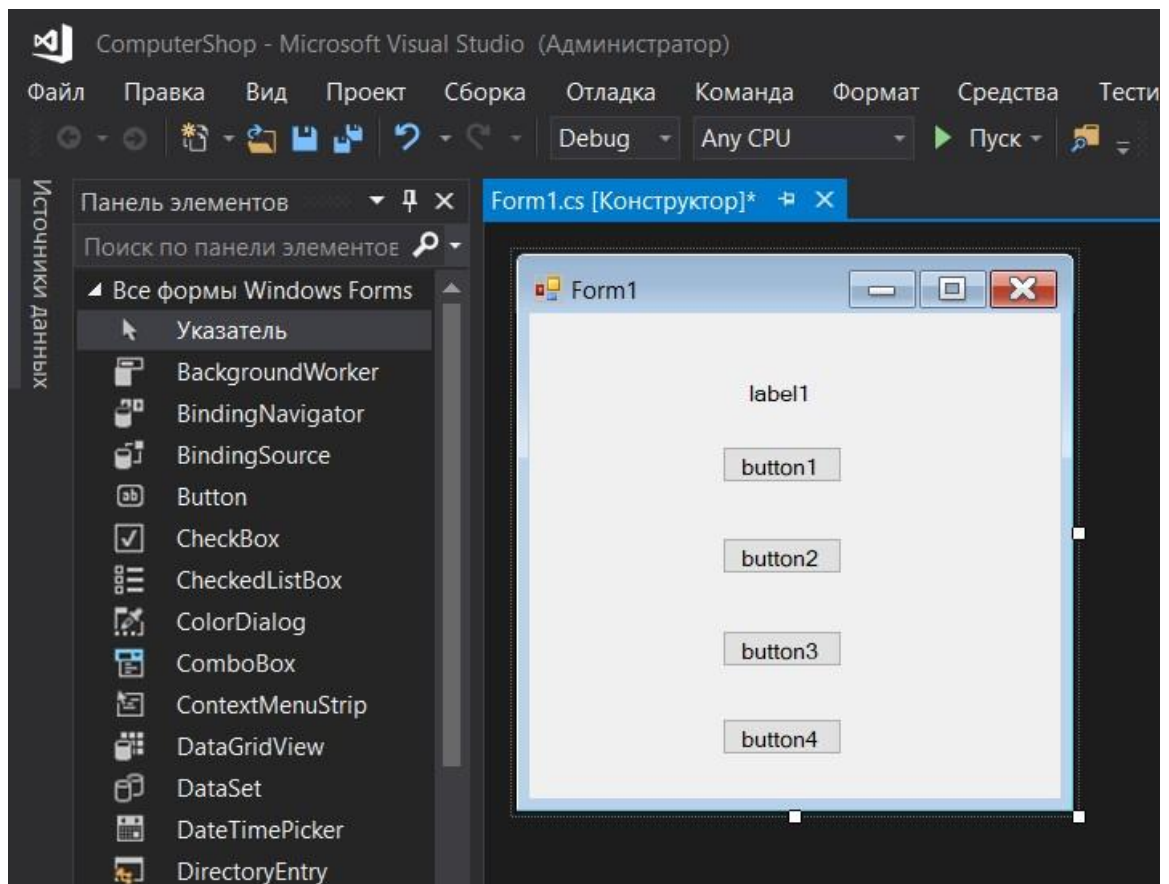 ComputerShop - Microsoft Visual Studio (Администратор)
Файл Правка Вид Проект Сборка Отладка Команда Формат Средства Тести
Debug Any CPU Пуск
Источники данных
Панель элементов
Поиск по панели элементов
Все формы Windows Forms
Указатель
BackgroundWorker
BindingNavigator
BindingSource
Button
CheckBox
CheckedListBox
ColorDialog
ComboBox
ContextMenuStrip
DataGridView
DataSet
DateTimePicker
DirectoryEntry
Form1.cs [Конструктор]*
Form1
label1
button1
button2
button3
button4